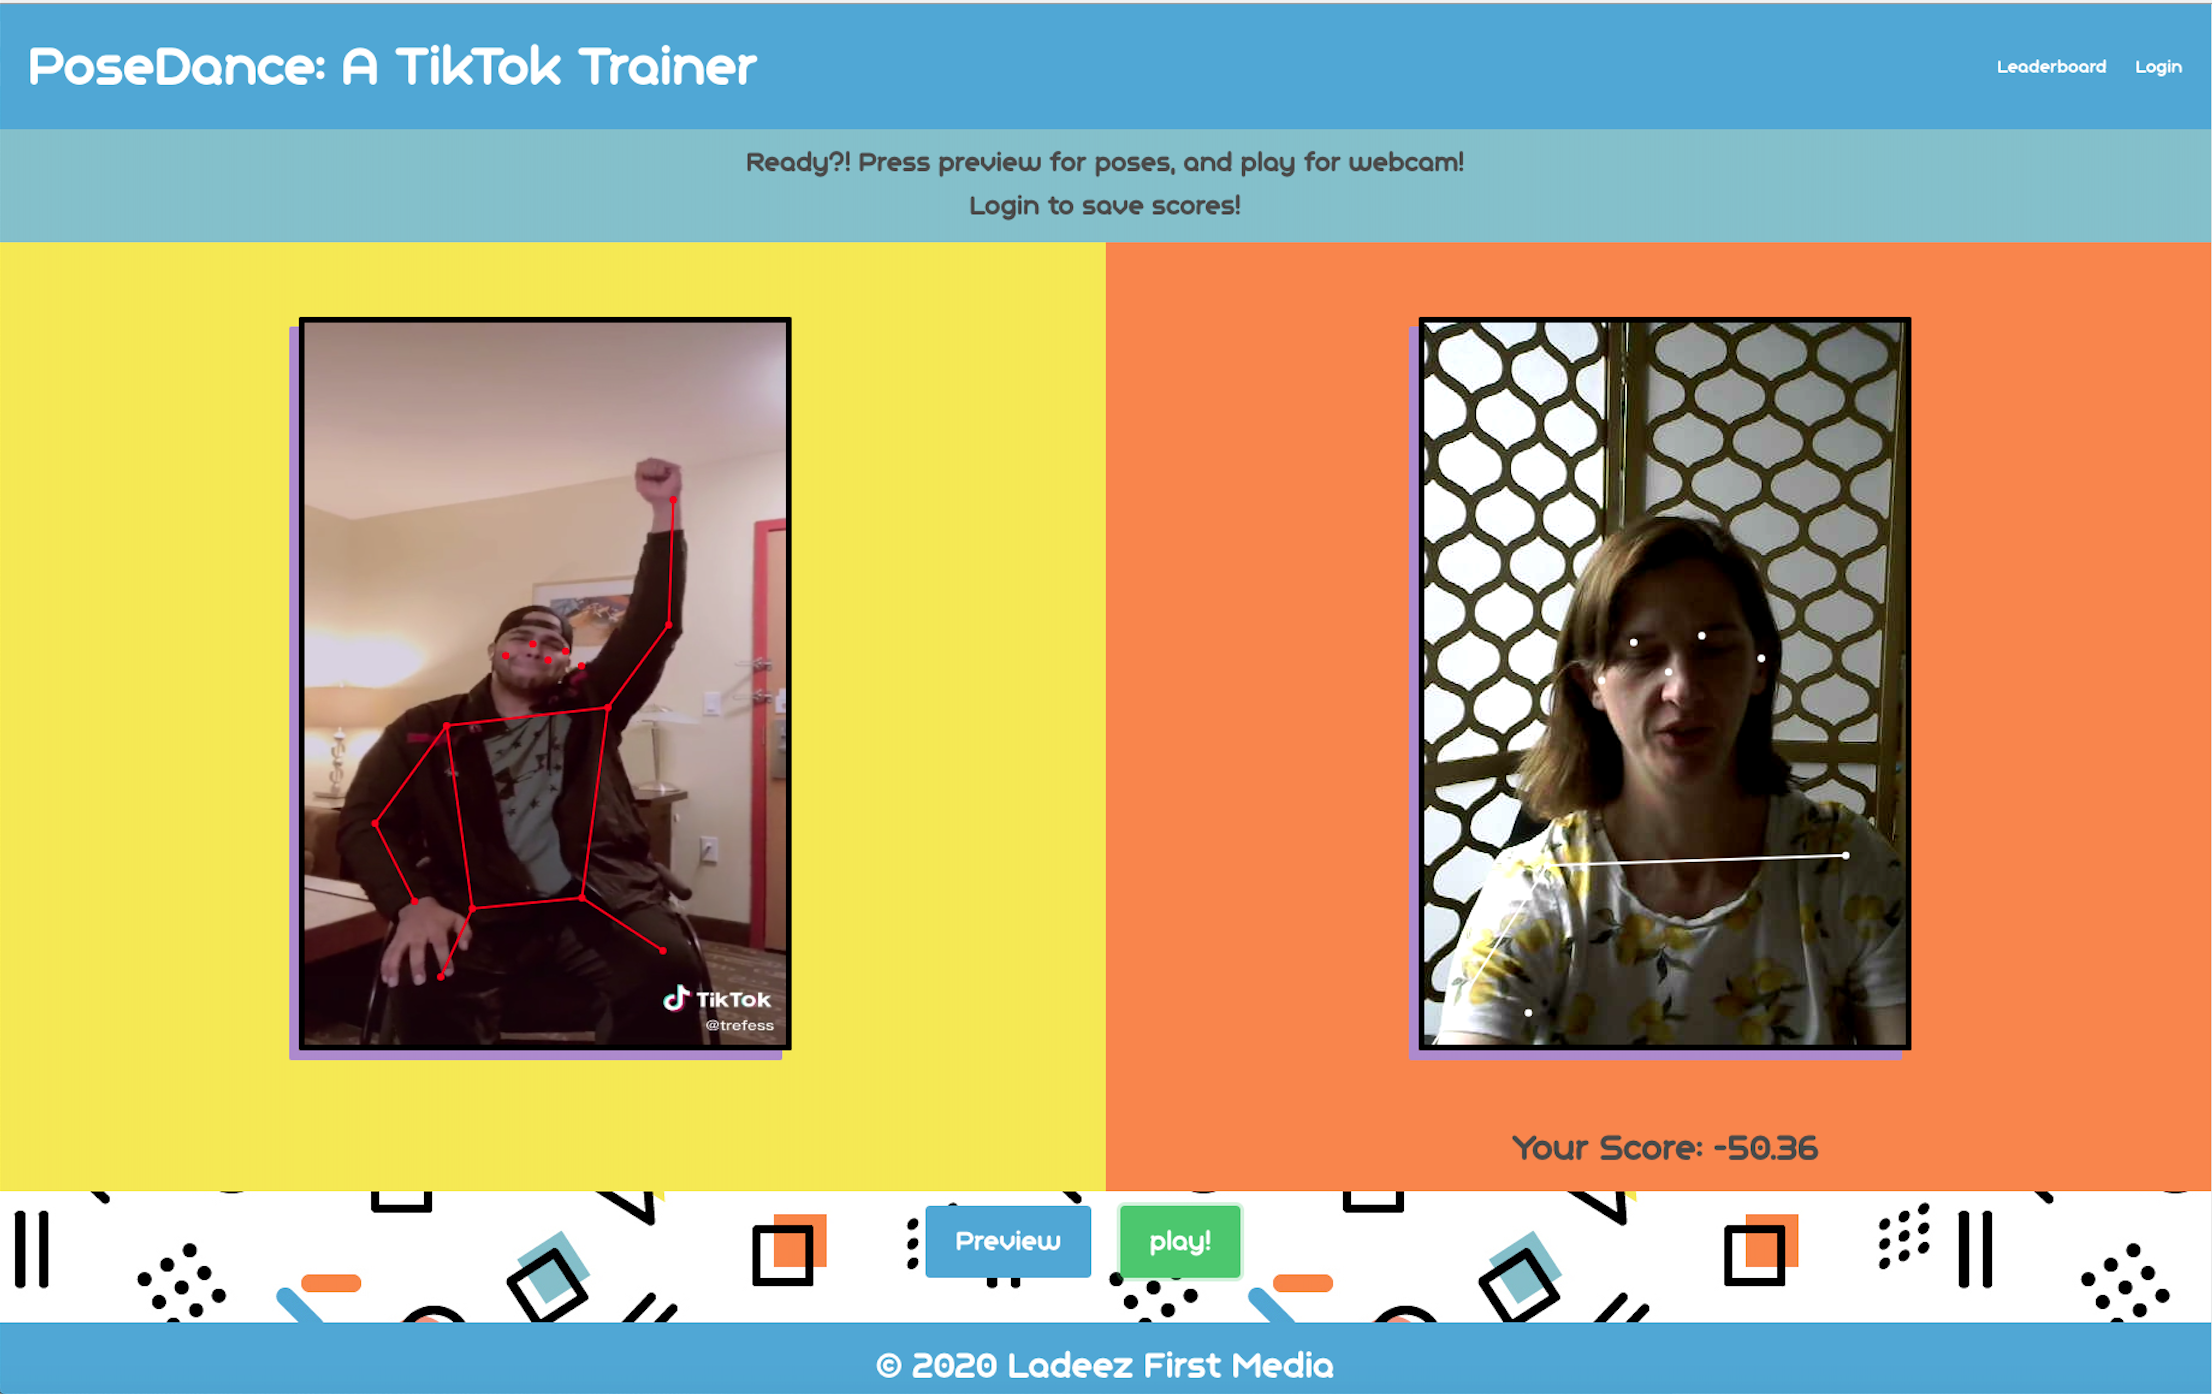 PoseDance: A TikTok Trainer
Leaderboard Login
Ready?! Press preview for poses, and play for webcam!
Login to save scores!
TikTok
@trefess
Your Score: -50.36
Preview play!
© 2020 Ladeez First Media